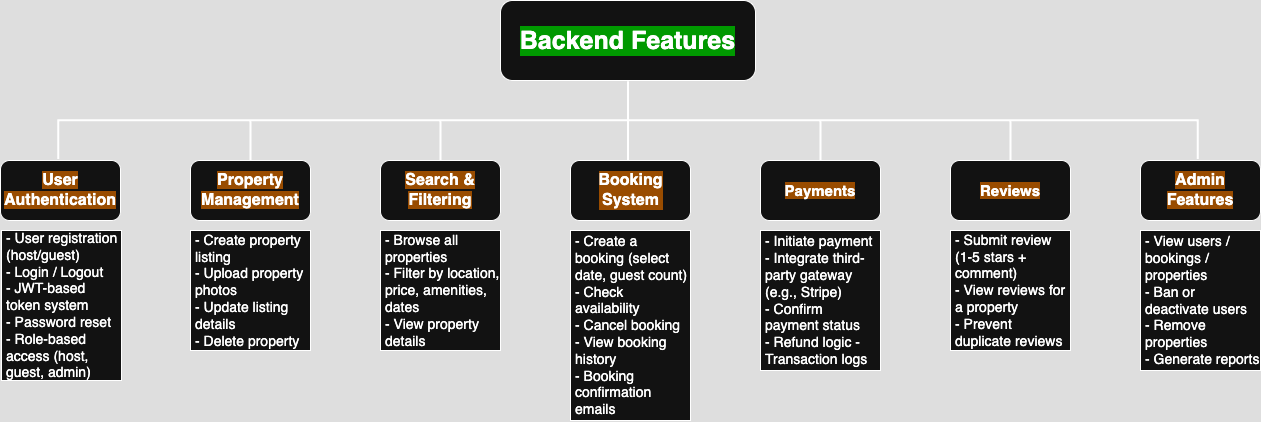 Backend Features
User
Authentication
- User registration
(host/guest)
- Login / Logout
- JWT-based
token system
- Password reset
- Role-based
access (host,
guest, admin)
Property
Management
- Create property
listing
- Upload property
photos
- Update listing
details
- Delete property
Search &
Filtering
- Browse all
properties
- Filter by location,
price, amenities,
dates
- View property
details
Booking
System
- Create a
booking (select
date, guest count)
- Check
availability
- Cancel booking
- View booking
history
- Booking
confirmation
emails
Payments
- Initiate payment
- Integrate third-
party gateway
(e.g., Stripe)
- Confirm
payment status
- Refund logic -
Transaction logs
Reviews
- Submit review
(1-5 stars +
comment)
- View reviews for
a property
- Prevent
duplicate reviews
Admin
Features
- View users /
bookings /
properties
- Ban or
deactivate users
- Remove
properties
- Generate reports